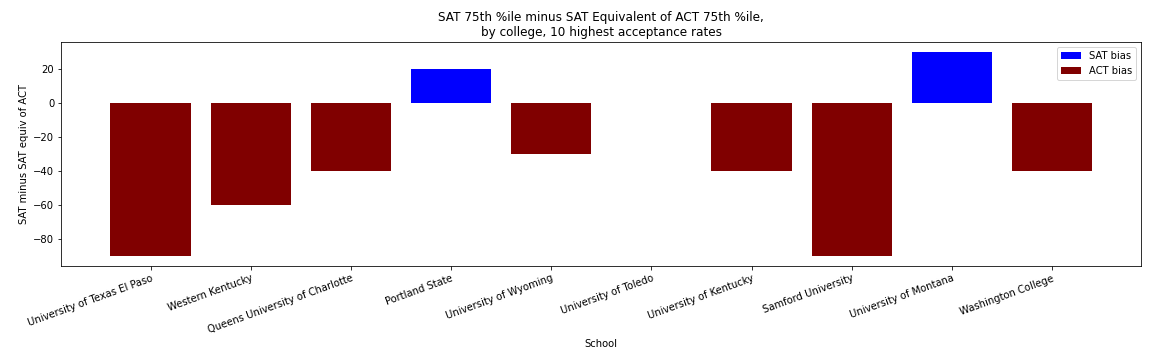 SAT 75th %ile minus SAT Equivalent of ACT 75th %ile,
by college, 10 highest acceptance rates
SAT bias
ACT bias
SAT minus SAT equiv of ACT
20
0
−20
−40
−60
−80
University of Texas El Paso
Western Kentucky
Queens University of Charlotte
Portland State
University of Wyoming
University of Toledo
University of Kentucky
Samford University
University of Montana
Washington College
School